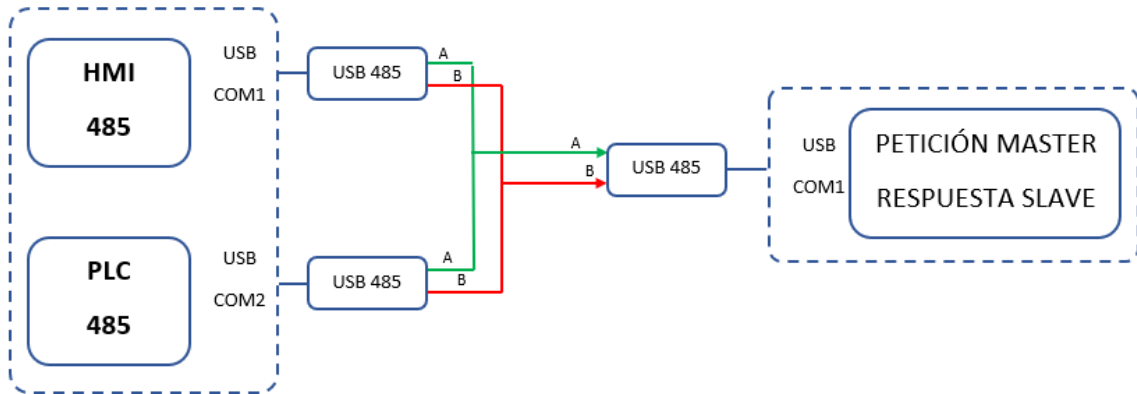 HMI
485
USB
COM1
USB 485
A
B
A
B
USB 485
USB
COM1
PETICIÓN MASTER
RESPUESTA SLAVE
PLC
485
USB
COM2
USB 485
A
B